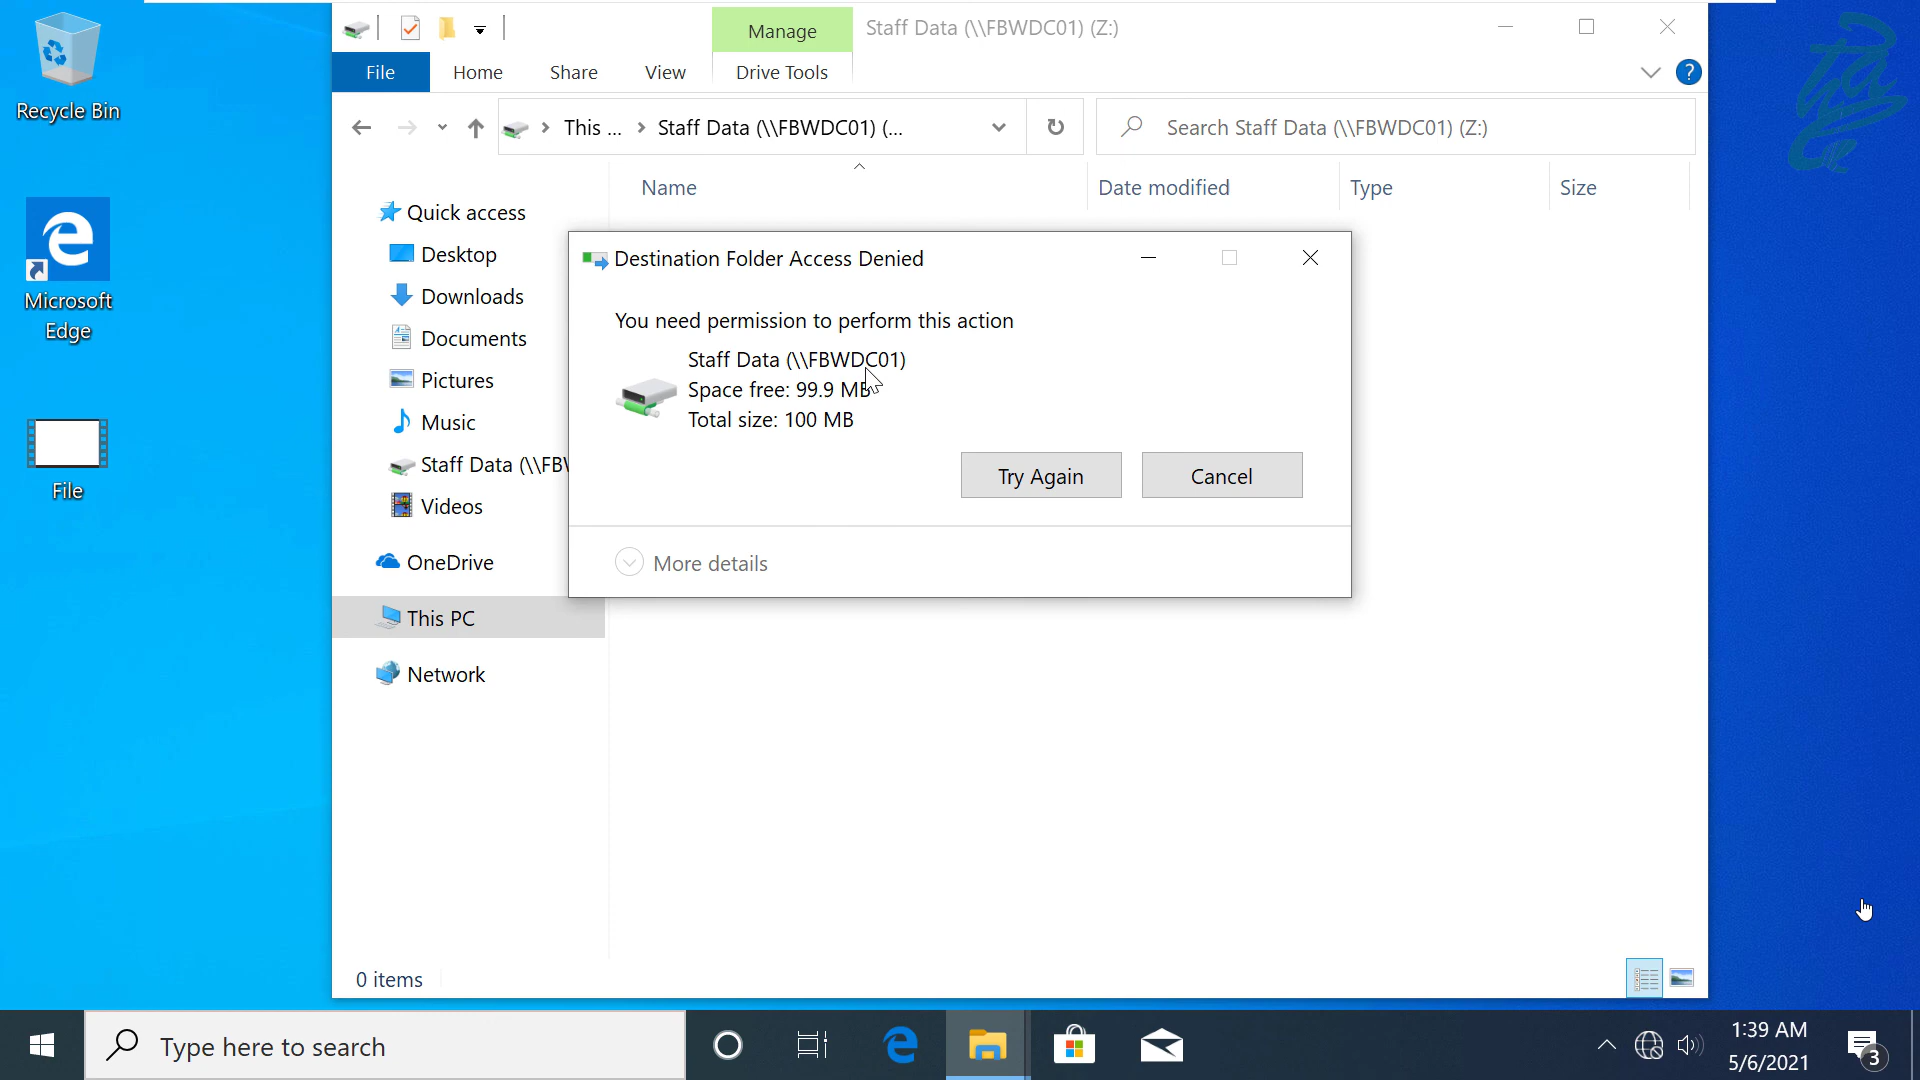 Recycle Bin
Microsoft
Edge
File
Manage
Staff Data (\\FBWDC01) (Z:)
File
Home
Share
View
Drive Tools
This ...
Staff Data (\\FBWDC01) (...
Search Staff Data (\\FBWDC01) (Z:)
Name
Date modified
Type
Size
Quick access
Desktop
Downloads
Documents
Pictures
Music
Staff Data (\\FBW
Videos
OneDrive
This PC
Network
Destination Folder Access Denied
You need permission to perform this action
Staff Data (\\FBWDC01)
Space free: 99.9 MB
Total size: 100 MB
Try Again
Cancel
More details
0 items
Type here to search
1:39 AM
5/6/2021
3